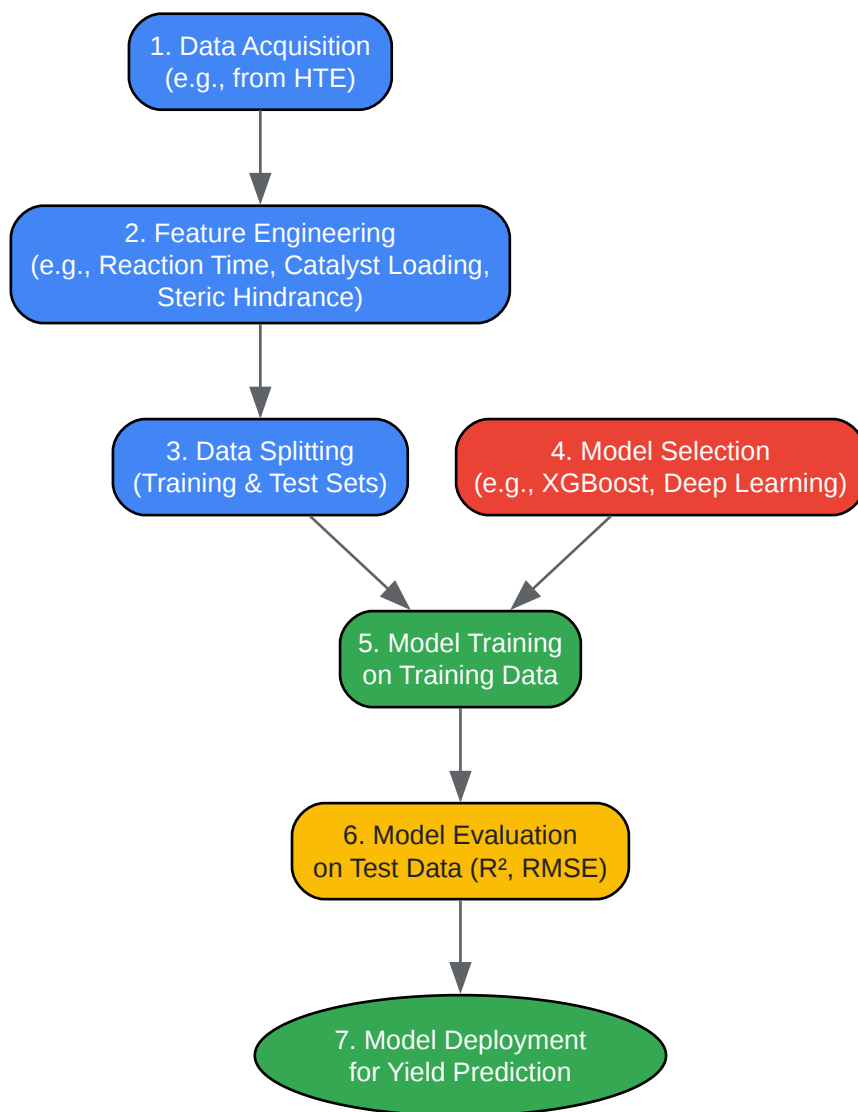 1. Data Acquisition
(e.g., from HTE)
2. Feature Engineering
(e.g., Reaction Time, Catalyst Loading,
Steric Hindrance)
3. Data Splitting
(Training & Test Sets)
4. Model Selection
(e.g., XGBoost, Deep Learning)
5. Model Training
on Training Data
6. Model Evaluation
on Test Data (R², RMSE)
7. Model Deployment
for Yield Prediction